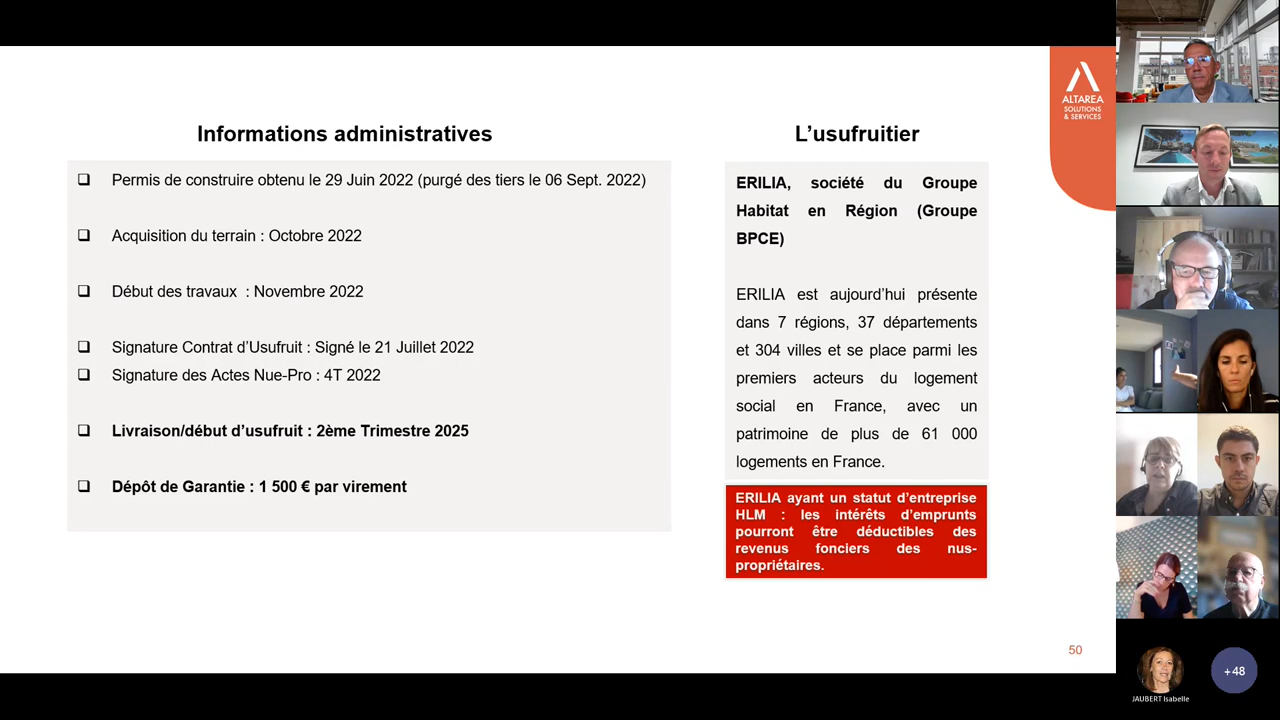 Informations administratives
Permis de construire obtenu le 29 Juin 2022 (purgé des tiers le 06 Sept. 2022)
Acquisition du terrain : Octobre 2022
Début des travaux  : Novembre 2022
Signature Contrat d’Usufruit : Signé le 21 Juillet 2022
Signature des Actes Nue-Pro : 4T 2022
Livraison/début d’usufruit : 2ème Trimestre 2025
Dépôt de Garantie : 1 500 € par virement
L’usufruitier
ERILIA, société du Groupe
Habitat en Région (Groupe
BPCE)
ERILIA est aujourd’hui présente
dans 7 régions, 37 départements
et 304 villes et se place parmi les
premiers acteurs du logement
social en France, avec un
patrimoine de plus de 61 000
logements en France.
ERILIA ayant un statut d’entreprise
HLM : les intérêts d’emprunts
pourront être déductibles des
revenus fonciers des nus-
propriétaires.
ALTAREA
SOLUTIONS
& SERVICES
50
JAUBERT Isabelle
+48